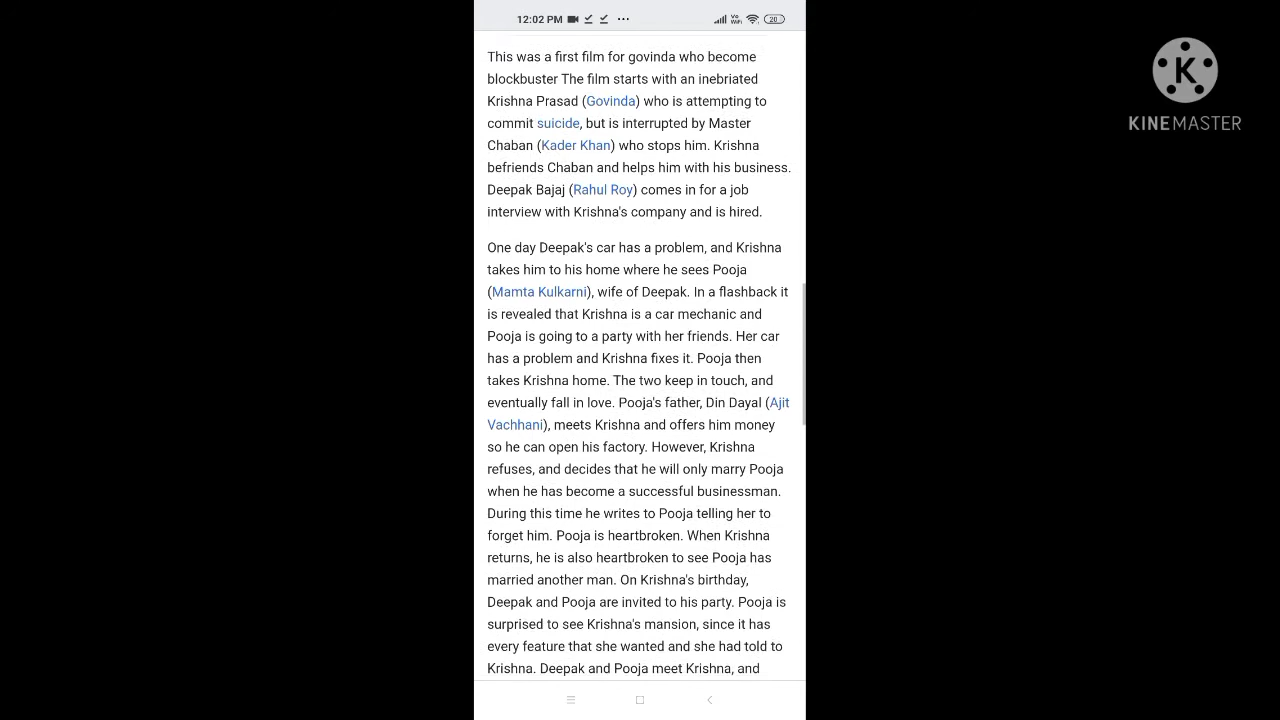 12:02 PM
Vo
WiFi
20
This was a first film for govinda who become
blockbuster The film starts with an inebriated
Krishna Prasad (Govinda) who is attempting to
commit suicide, but is interrupted by Master
Chaban (Kader Khan) who stops him. Krishna
befriends Chaban and helps him with his business.
Deepak Bajaj (Rahul Roy) comes in for a job
interview with Krishna's company and is hired.
One day Deepak's car has a problem, and Krishna
takes him to his home where he sees Pooja
(Mamta Kulkarni), wife of Deepak. In a flashback it
is revealed that Krishna is a car mechanic and
Pooja is going to a party with her friends. Her car
has a problem and Krishna fixes it. Pooja then
takes Krishna home. The two keep in touch, and
eventually fall in love. Pooja's father, Din Dayal (Ajit
Vachhani), meets Krishna and offers him money
so he can open his factory. However, Krishna
refuses, and decides that he will only marry Pooja
when he has become a successful businessman.
During this time he writes to Pooja telling her to
forget him. Pooja is heartbroken. When Krishna
returns, he is also heartbroken to see Pooja has
married another man. On Krishna's birthday,
Deepak and Pooja are invited to his party. Pooja is
surprised to see Krishna's mansion, since it has
every feature that she wanted and she had told to
Krishna. Deepak and Pooja meet Krishna, and
K
KINEMASTER